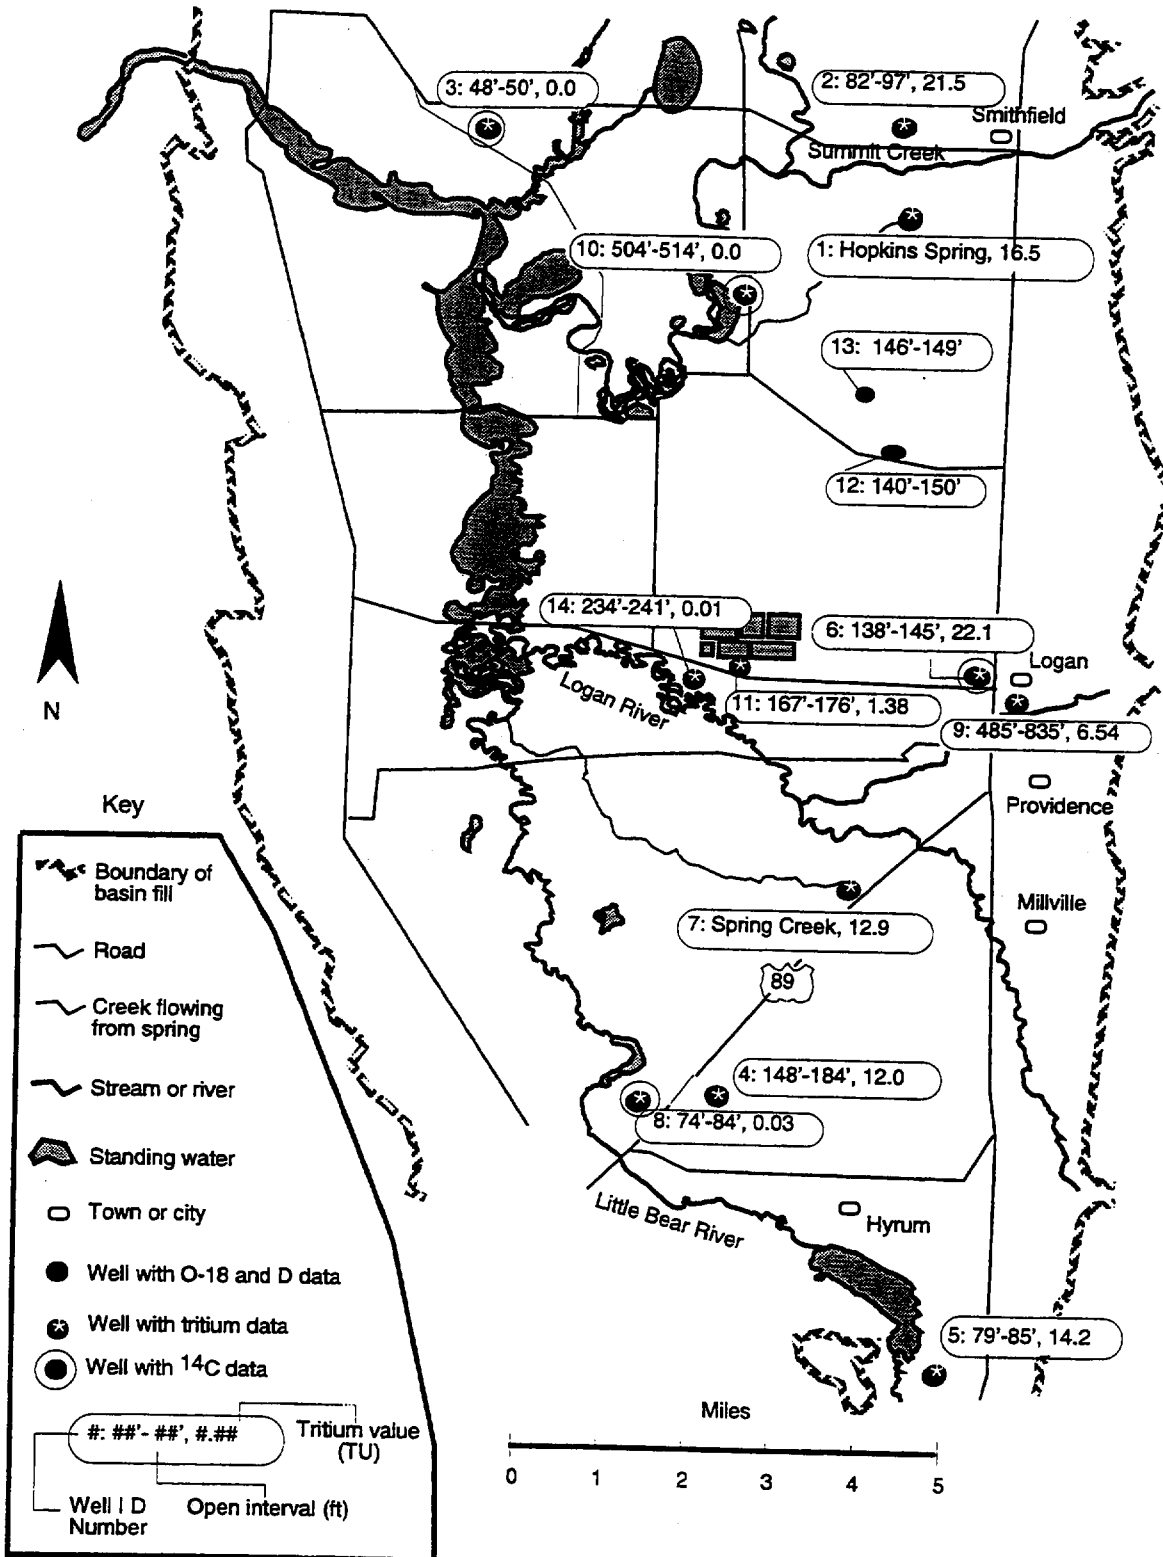 3: 48'-50', 0.0
2: 82'-97', 21.5
Smithfield
Summit Creek
10: 504'-514', 0.0
1: Hopkins Spring, 16.5
13: 146'-149'
12: 140'-150'
14: 234'-241', 0.01
6: 138'-145', 22.1
Logan
Logan River
11: 167'-176', 1.38
9: 485'-835', 6.54
N
Providence
Key
Boundary of
basin fill
Road
Creek flowing
from spring
Stream or river
Standing water
Town or city
Well with O-18 and D data
Well with tritium data
Well with 14C data
#: ##'- ##', #.##
Tritium value
(TU)
Well I D
Number
Open interval (ft)
Millville
7: Spring Creek, 12.9
89
4: 148'-184', 12.0
8: 74'-84', 0.03
Little Bear River
Hyrum
5: 79'-85', 14.2
Miles
0 1 2 3 4 5